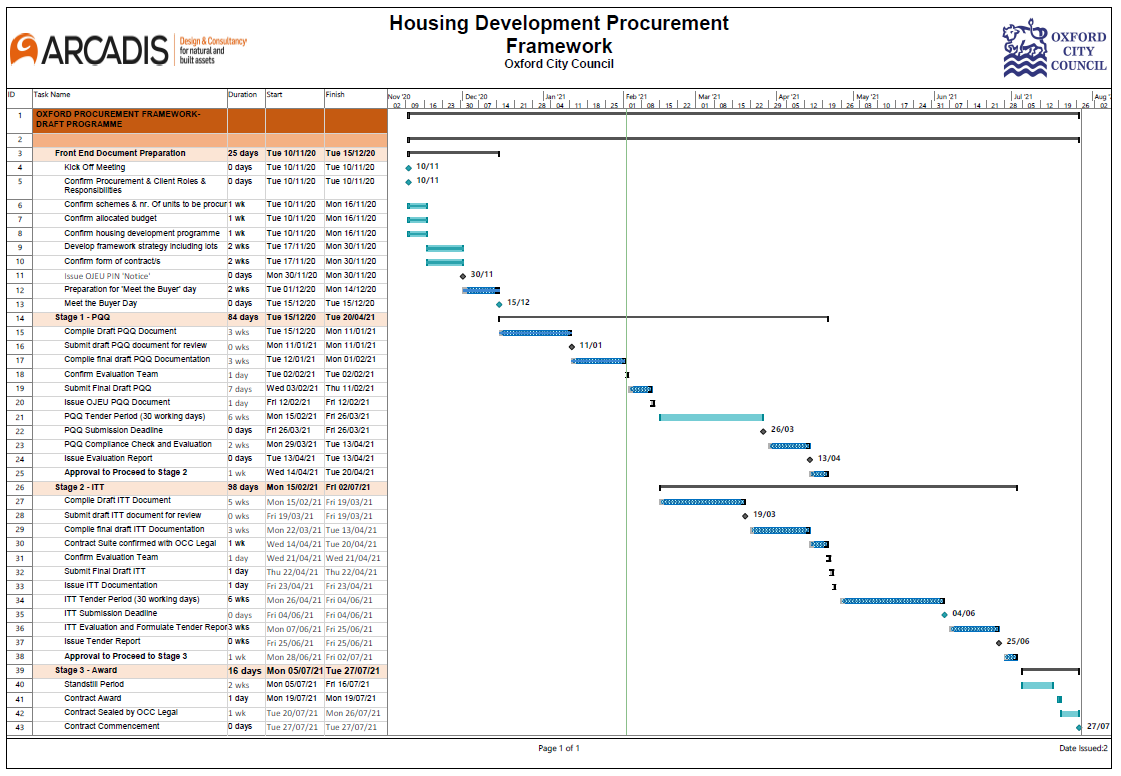 ARCADIS
Design & Consultancy
for natural and
built assets
Housing Development Procurement
Framework
Oxford City Council
OXFORD
CITY
COUNCIL
ID Task Name Duration Start Finish
Nov '20 Dec '20 Jan '21 Feb '21 Mar '21 Apr '21 May '21 Jun '21 Jul '21 Aug '
02 09 16 23 30 07 14 21 28 04 11 18 25 01 08 15 22 01 08 15 22 29 05 12 19 26 03 10 17 24 31 07 14 21 28 05 12 19 26 02
1 OXFORD PROCUREMENT FRAMEWORK-
DRAFT PROGRAMME
2
3 Front End Document Preparation 25 days Tue 10/11/20 Tue 15/12/20
4 Kick Off Meeting 0 days Tue 10/11/20 Tue 10/11/20 10/11
5 Confirm Procurement & Client Roles & 0 days Tue 10/11/20 Tue 10/11/20 10/11
Responsibilities
6 Confirm schemes & nr. Of units to be procur 1 wk Tue 10/11/20 Mon 16/11/20
7 Confirm allocated budget 1 wk Tue 10/11/20 Mon 16/11/20
8 Confirm housing development programme 1 wk Tue 10/11/20 Mon 16/11/20
9 Develop framework strategy including lots 2 wks Tue 17/11/20 Mon 30/11/20
10 Confirm form of contract/s 2 wks Tue 17/11/20 Mon 30/11/20
11 Issue OJEU PIN 'Notice' 0 days Mon 30/11/20 Mon 30/11/20 30/11
12 Preparation for 'Meet the Buyer' day 2 wks Tue 01/12/20 Mon 14/12/20
13 Meet the Buyer Day 0 days Tue 15/12/20 Tue 15/12/20 15/12
14 Stage 1 - PQQ 84 days Tue 15/12/20 Tue 20/04/21
15 Compile Draft PQQ Document 3 wks Tue 15/12/20 Mon 11/01/21
16 Submit draft PQQ document for review 0 wks Mon 11/01/21 Mon 11/01/21 11/01
17 Compile final draft PQQ Documentation 3 wks Tue 12/01/21 Mon 01/02/21
18 Confirm Evaluation Team 1 day Tue 02/02/21 Tue 02/02/21
19 Submit Final Draft PQQ 7 days Wed 03/02/21 Thu 11/02/21
20 Issue OJEU PQQ Document 1 day Fri 12/02/21 Fri 12/02/21
21 PQQ Tender Period (30 working days) 6 wks Mon 15/02/21 Fri 26/03/21
22 PQQ Submission Deadline 0 days Fri 26/03/21 Fri 26/03/21 26/03
23 PQQ Compliance Check and Evaluation 2 wks Mon 29/03/21 Tue 13/04/21
24 Issue Evaluation Report 0 days Tue 13/04/21 Tue 13/04/21 13/04
25 Approval to Proceed to Stage 2 1 wk Wed 14/04/21 Tue 20/04/21
26 Stage 2 - ITT 98 days Mon 15/02/21 Fri 02/07/21
27 Compile Draft ITT Document 5 wks Mon 15/02/21 Fri 19/03/21
28 Submit draft ITT document for review 0 wks Fri 19/03/21 Fri 19/03/21 19/03
29 Compile final draft ITT Documentation 3 wks Mon 22/03/21 Tue 13/04/21
30 Contract Suite confirmed with OCC Legal 1 wk Wed 14/04/21 Tue 20/04/21
31 Confirm Evaluation Team 1 day Wed 21/04/21 Wed 21/04/21
32 Submit Final Draft ITT 1 day Thu 22/04/21 Thu 22/04/21
33 Issue ITT Documentation 1 day Fri 23/04/21 Fri 23/04/21
34 ITT Tender Period (30 working days) 6 wks Mon 26/04/21 Fri 04/06/21
35 ITT Submission Deadline 0 days Fri 04/06/21 Fri 04/06/21 04/06
36 ITT Evaluation and Formulate Tender Repor 3 wks Mon 07/06/21 Fri 25/06/21
37 Issue Tender Report 0 wks Fri 25/06/21 Fri 25/06/21 25/06
38 Approval to Proceed to Stage 3 1 wk Mon 28/06/21 Fri 02/07/21
39 Stage 3 - Award 16 days Mon 05/07/21 Tue 27/07/21
40 Standstill Period 2 wks Mon 05/07/21 Fri 16/07/21
41 Contract Award 1 day Mon 19/07/21 Mon 19/07/21
42 Contract Sealed by OCC Legal 1 wk Tue 20/07/21 Mon 26/07/21
43 Contract Commencement 0 days Tue 27/07/21 Tue 27/07/21 27/07
Page 1 of 1
Date Issued:2